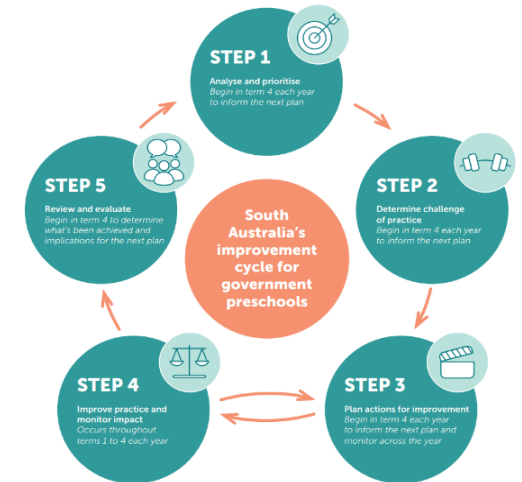 STEP 1
Analyse and prioritise
Begin in term 4 each year
to inform the next plan
STEP 2
Determine challenge
of practice
Begin in term 4 each year
to inform the next plan
STEP 5
Review and evaluate
Begin in term 4 to determine
what's been achieved and
implications for the next plan
South
Australia's
improvement
cycle for
government
preschools
STEP 4
Improve practice and
monitor impact
Occurs throughout
terms 1 to 4 each year
STEP 3
Plan actions for improvement
Begin in term 4 each year
to inform the next plan and
monitor across the year